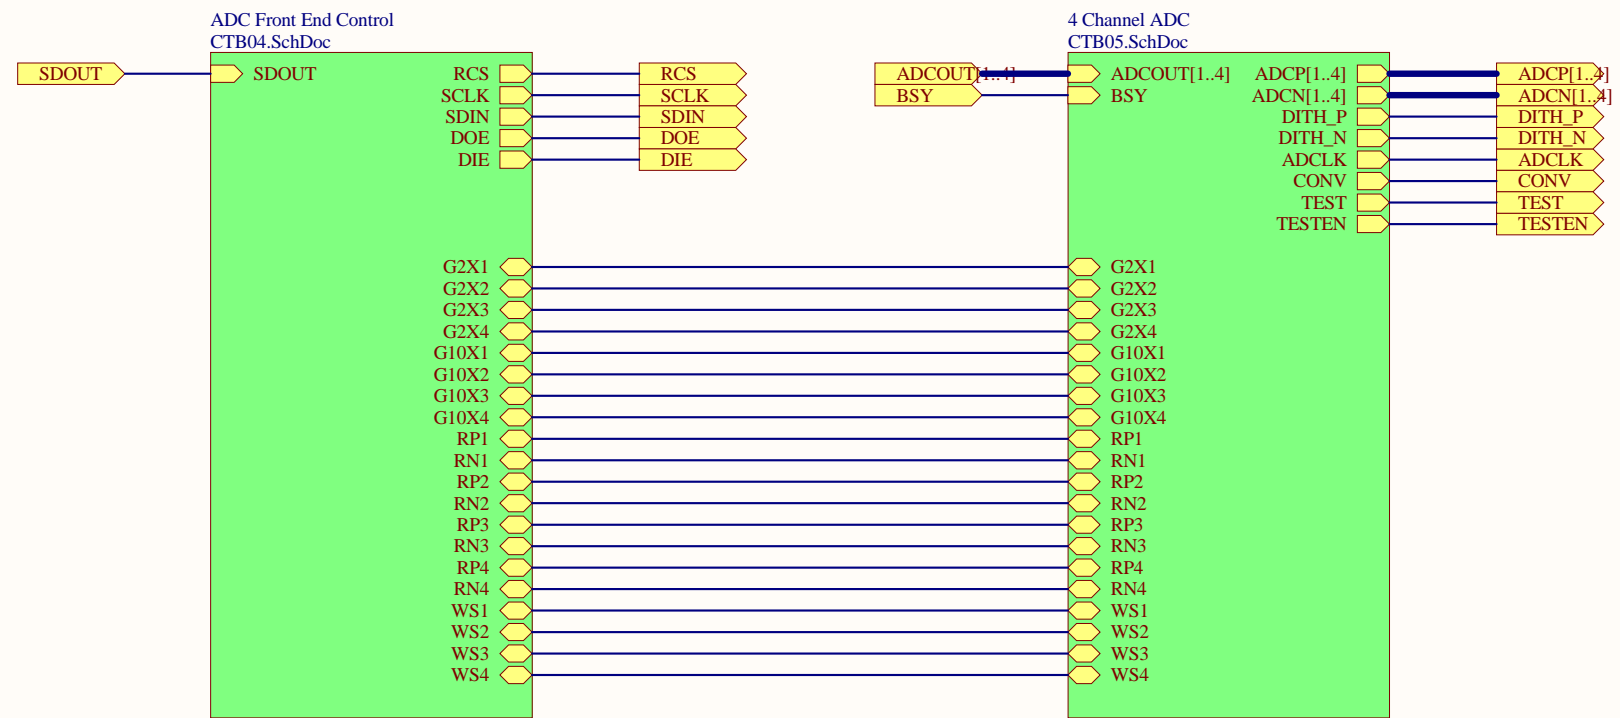 ADC Front End Control
CTB04.SchDoc
4 Channel ADC
CTB05.SchDoc
SDOUT SDOUT RCS RCS ADCOUT[1..4] ADCOUT[1..4] ADCP[1..4] ADCP[1..4]
SCLK SCLK BSY BSY ADCN[1..4] ADCN[1..4]
SDIN SDIN DITH_P DITH_P
DOE DOE DITH_N DITH_N
DIE DIE ADCLK ADCLK
CONV CONV
TEST TEST
TESTEN TESTEN
G2X1 G2X1
G2X2 G2X2
G2X3 G2X3
G2X4 G2X4
G10X1 G10X1
G10X2 G10X2
G10X3 G10X3
G10X4 G10X4
RP1 RP1
RN1 RN1
RP2 RP2
RN2 RN2
RP3 RP3
RN3 RN3
RP4 RP4
RN4 RN4
WS1 WS1
WS2 WS2
WS3 WS3
WS4 WS4